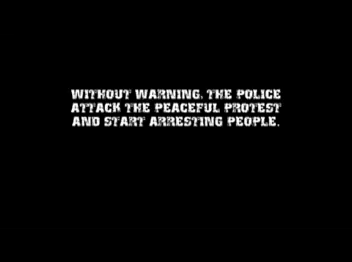 WITHOUT WARNING, THE POLICE
ATTACK THE PEACEFUL PROTEST
AND START ARRESTING PEOPLE.